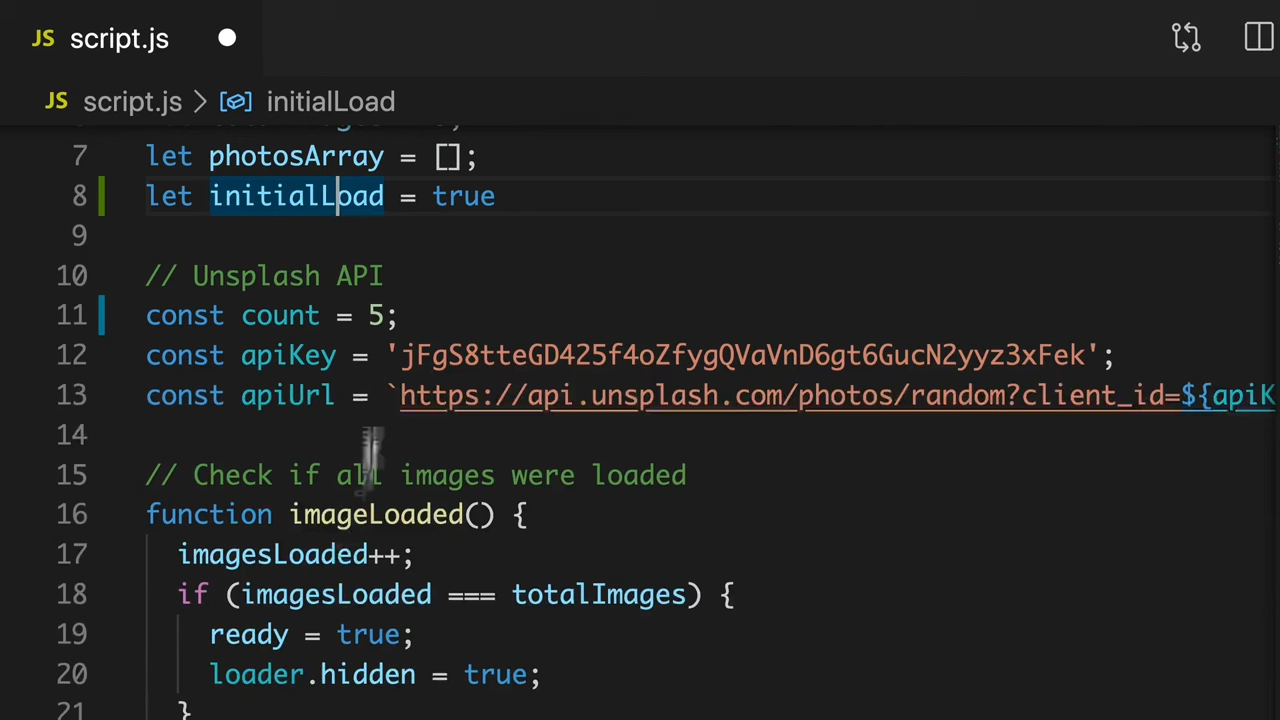 JS script.js
JS script.js > initialLoad
7 let photosArray = [];
8 let initialLoad = true
9
10 // Unsplash API
11 const count = 5;
12 const apiKey = 'jFgS8tteGD425f4oZfygQVaVnD6gt6GucN2yyz3xFek';
13 const apiUrl = `https://api.unsplash.com/photos/random?client_id=${apiK
14
15 // Check if all images were loaded
16 function imageLoaded() {
17 imagesLoaded++;
18 if (imagesLoaded === totalImages) {
19 ready = true;
20 loader.hidden = true;
21 }